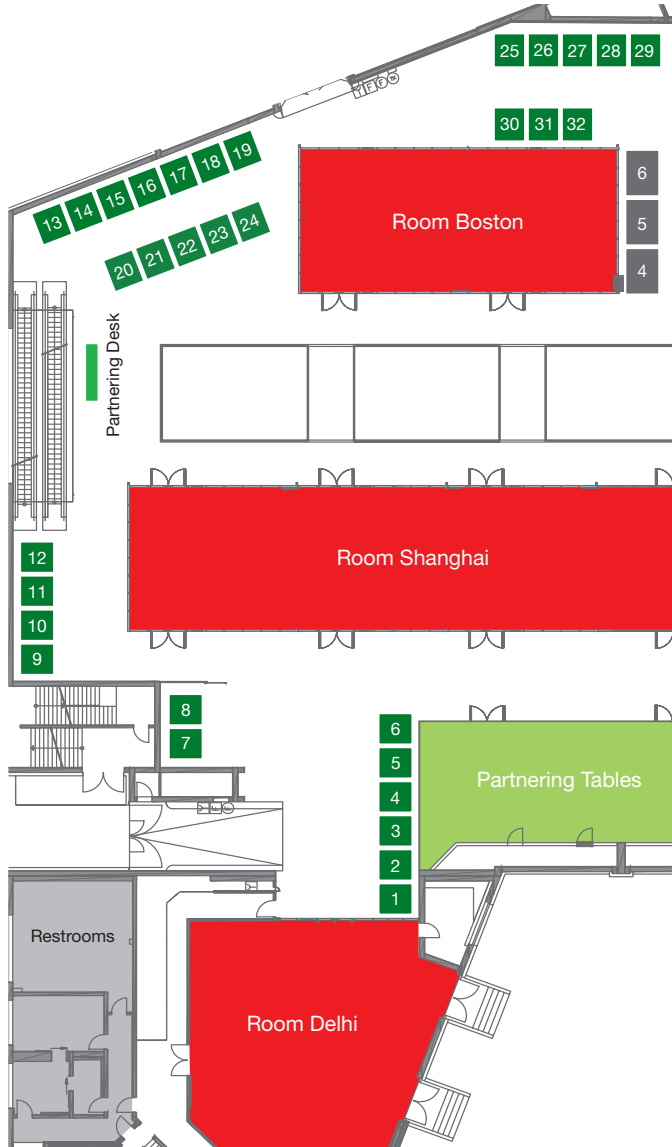 25 26 27 28 29
30 31 32
13 14 15 16 17 18 19
20 21 22 23 24
Room Boston
6
5
4
Partnering Desk
Room Shanghai
12
11
10
9
8
7
6
5
4
3
2
1
Partnering Tables
Restrooms
Room Delhi